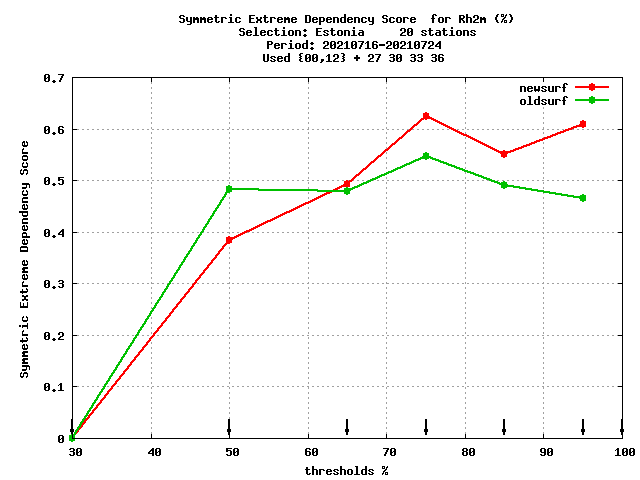 Symmetric Extreme Dependency Score  for Rh2m (%)
Selection: Estonia     20 stations
Period: 20210716-20210724
Used {00,12} + 27 30 33 36
newsurf
oldsurf
Symmetric Extreme Dependency Score
0.7
0.6
0.5
0.4
0.3
0.2
0.1
0
30 40 50 60 70 80 90 100
thresholds %